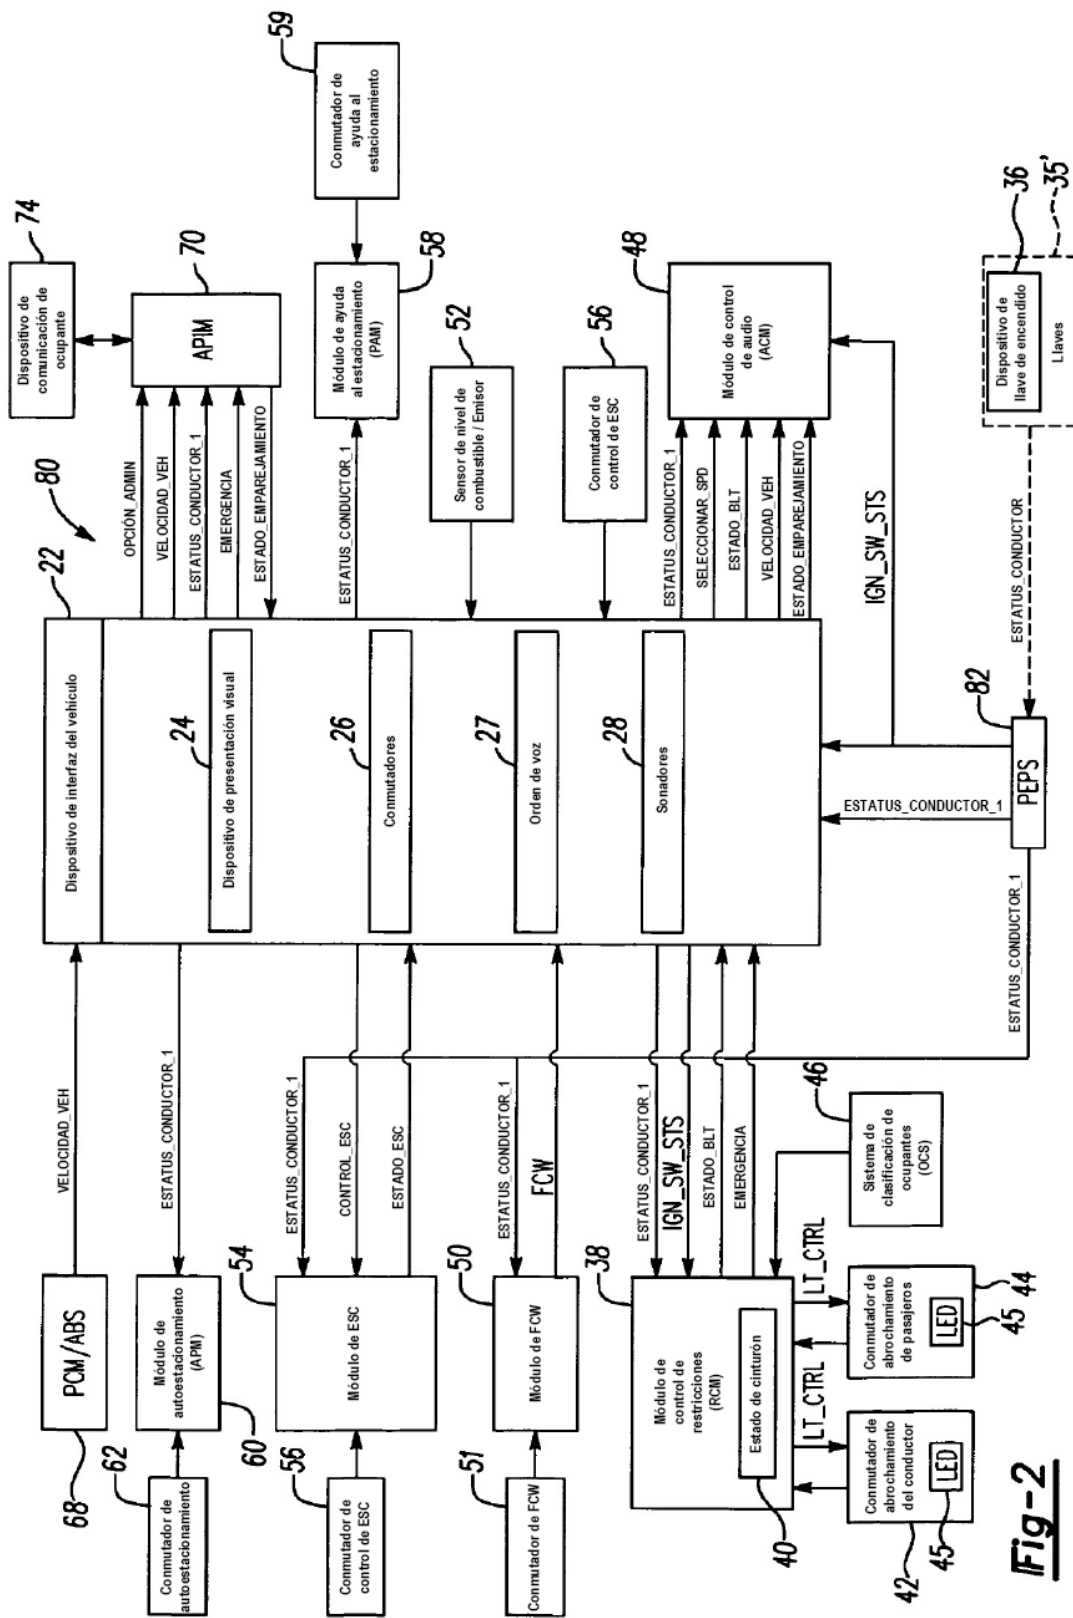 Conmutador de
autoestacionamiento
62
68
PCM/ABS
VELOCIDAD_VEH
Dispositivo de interfaz del vehículo
22
80
OPCIÓN_ADMIN
VELOCIDAD_VEH
ESTATUS_CONDUCTOR_1
EMERGENCIA
ESTADO_EMPAREJAMIENTO
APIM
70
Dispositivo de
comunicación de
ocupante
74
Módulo de
autoestacionamiento
(APM)
60
ESTATUS_CONDUCTOR_1
24
Dispositivo de presentación visual
ESTATUS_CONDUCTOR_1
Módulo de ayuda
al estacionamiento
(PAM)
58
Conmutador de
ayuda al
estacionamiento
59
Conmutador de
control de ESC
56
Módulo de ESC
54
ESTATUS_CONDUCTOR_1
CONTROL_ESC
ESTADO_ESC
26
Conmutadores
Sensor de nivel de
combustible / Emisor
52
Conmutador de FCW
51
Módulo de FCW
50
ESTATUS_CONDUCTOR_1
FCW
27
Orden de voz
Conmutador de
control de ESC
56
Módulo de
control de
restricciones
(RCM)
38
Estado de cinturón
40
ESTATUS_CONDUCTOR_1
IGN_SW_STS
ESTADO_BLT
EMERGENCIA
28
Sonadores
ESTATUS_CONDUCTOR_1
SELECCIONAR_SPD
ESTADO_BLT
VELOCIDAD_VEH
ESTADO_EMPAREJAMIENTO
Módulo de control
de audio
(ACM)
48
LT_CTRL
LT_CTRL
Conmutador de
abrochamiento
del conductor
LED
45
42
Conmutador de
abrochamiento
de pasajeros
LED
45
44
Sistema de
clasificación de
ocupantes
(OCS)
46
ESTATUS_CONDUCTOR_1
ESTATUS_CONDUCTOR_1
IGN_SW_STS
PEPS
82
ESTATUS_CONDUCTOR
Dispositivo de
llave de encendido
36
Llaves
35'
Fig-2